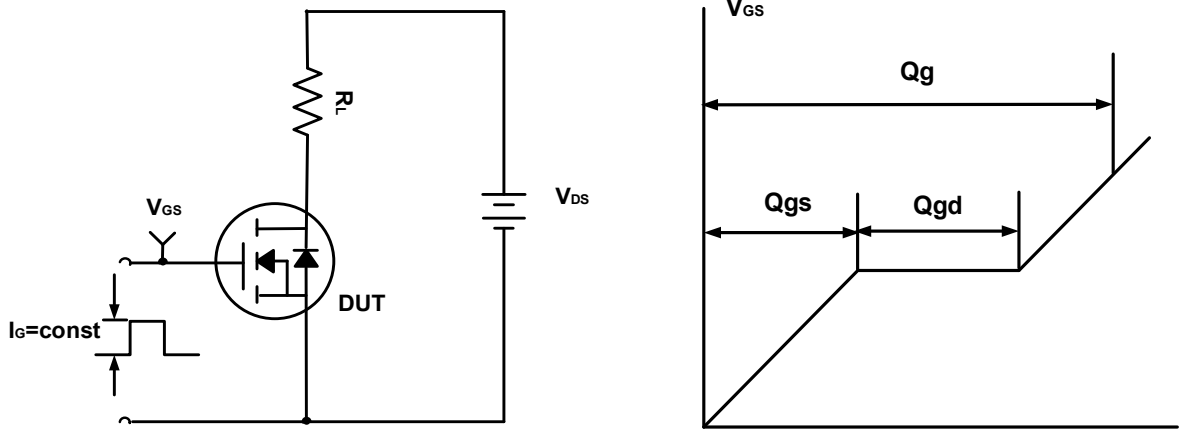 RL
VDS
VGS
DUT
IG=const
VGS
Qg
Qgs
Qgd